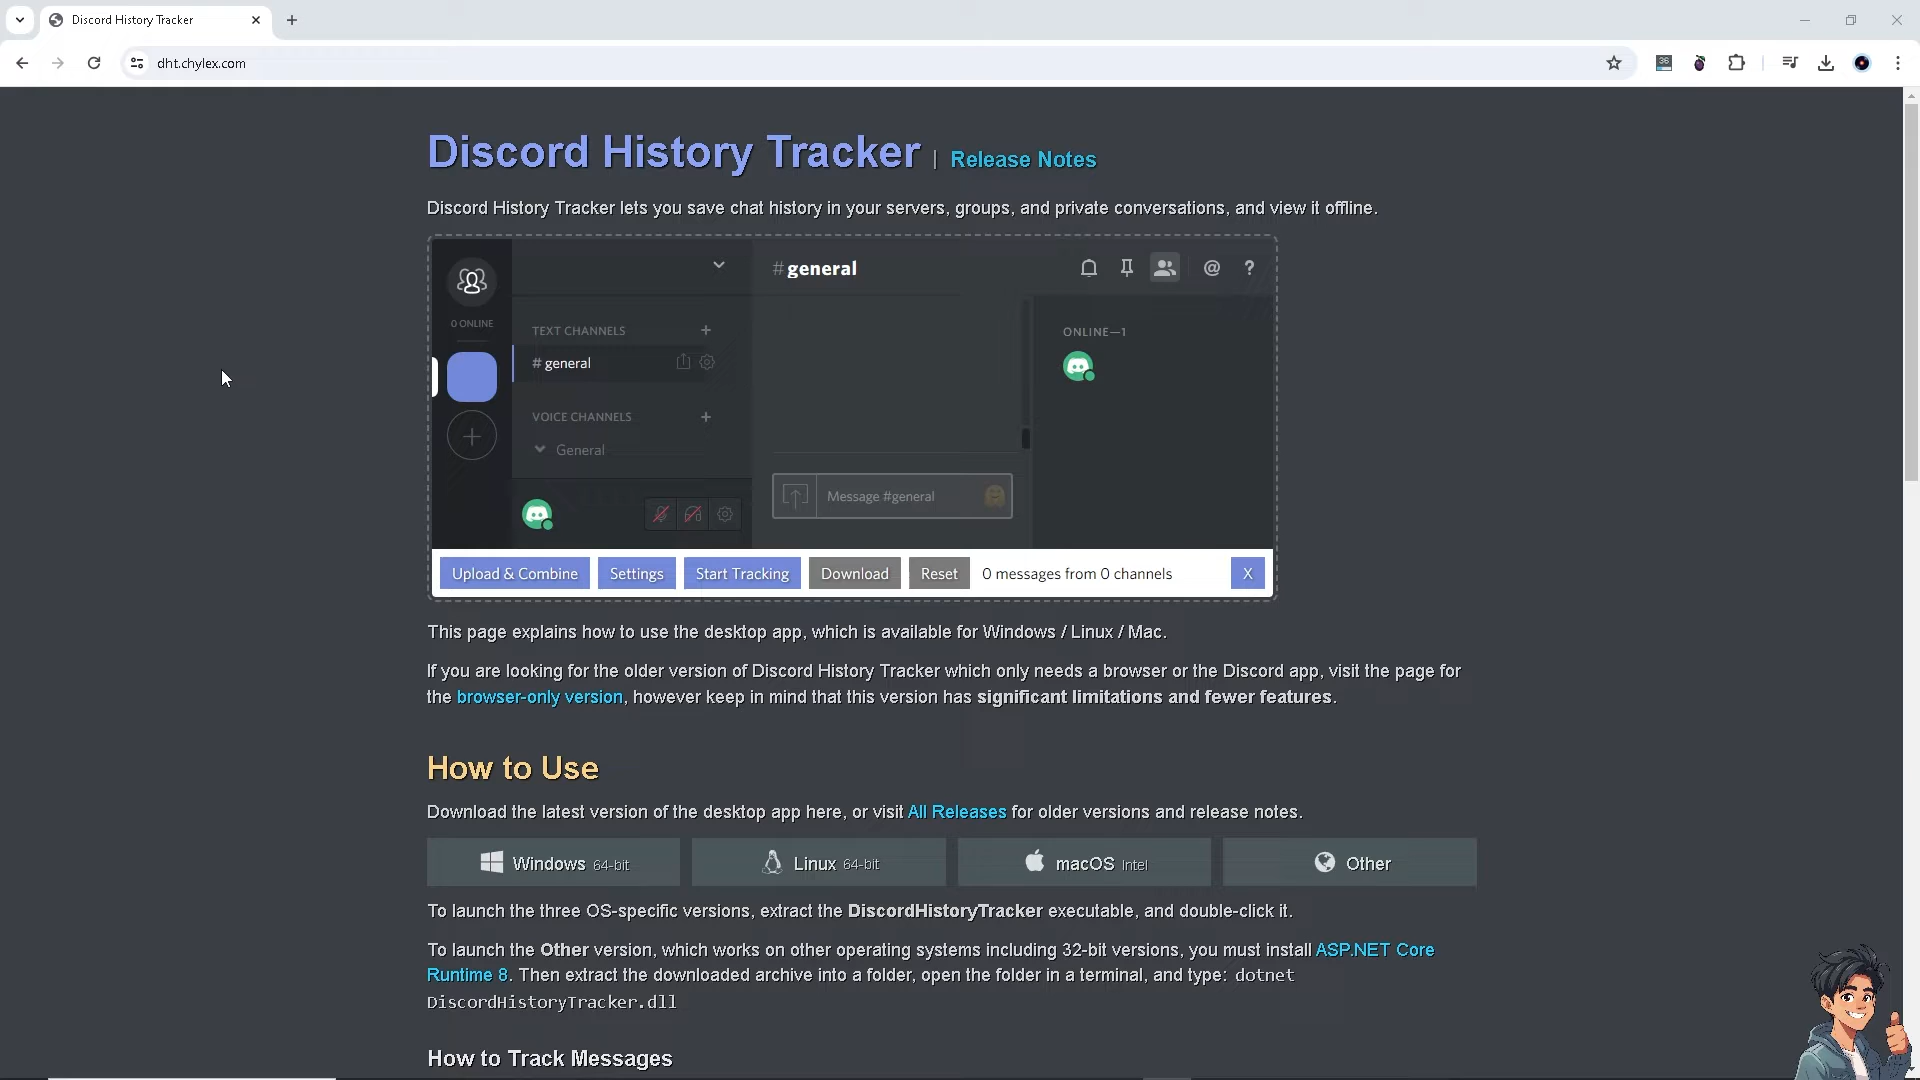 Discord History Tracker
dht.chylex.com
36
Discord History Tracker | Release Notes
Discord History Tracker lets you save chat history in your servers, groups, and private conversations, and view it offline.
0 ONLINE
TEXT CHANNELS
# general
VOICE CHANNELS
General
# general
Message #general
ONLINE—1
Upload & Combine Settings Start Tracking Download Reset 0 messages from 0 channels X
This page explains how to use the desktop app, which is available for Windows / Linux / Mac.
If you are looking for the older version of Discord History Tracker which only needs a browser or the Discord app, visit the page for
the browser-only version, however keep in mind that this version has significant limitations and fewer features.
How to Use
Download the latest version of the desktop app here, or visit All Releases for older versions and release notes.
Windows 64-bit Linux 64-bit macOS Intel Other
To launch the three OS-specific versions, extract the DiscordHistoryTracker executable, and double-click it.
To launch the Other version, which works on other operating systems including 32-bit versions, you must install ASP.NET Core
Runtime 8. Then extract the downloaded archive into a folder, open the folder in a terminal, and type: dotnet
DiscordHistoryTracker.dll
How to Track Messages